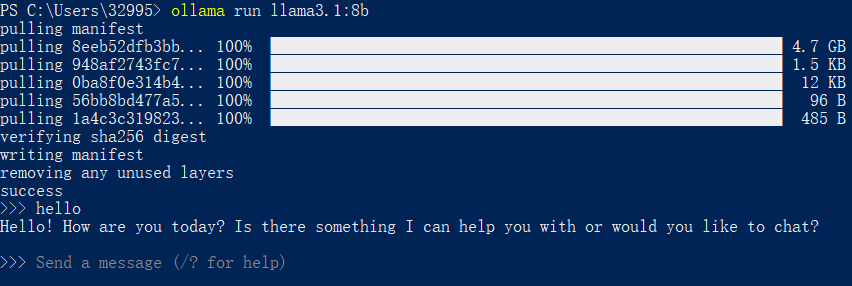 PS C:\Users\32995> ollama run llama3.1:8b
pulling manifest
pulling 8eeb52dfb3bb... 100% 4.7 GB
pulling 948af2743fc7... 100% 1.5 KB
pulling 0ba8f0e314b4... 100% 12 KB
pulling 56bb8bd477a5... 100% 96 B
pulling 1a4c3c319823... 100% 485 B
verifying sha256 digest
writing manifest
removing any unused layers
success
>>> hello
Hello! How are you today? Is there something I can help you with or would you like to chat?
>>> Send a message (/? for help)